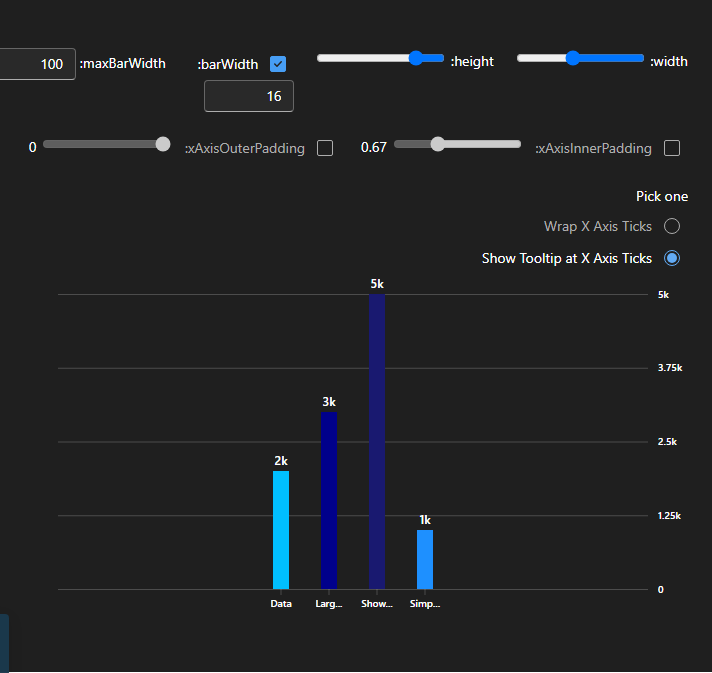 100 :maxBarWidth :barWidth :height :width
16
0 :xAxisOuterPadding 0.67 :xAxisInnerPadding
Pick one
Wrap X Axis Ticks
Show Tooltip at X Axis Ticks
5k
5k
3.75k
3k
2.5k
2k
1.25k
1k
0
Data Larg... Show... Simp...